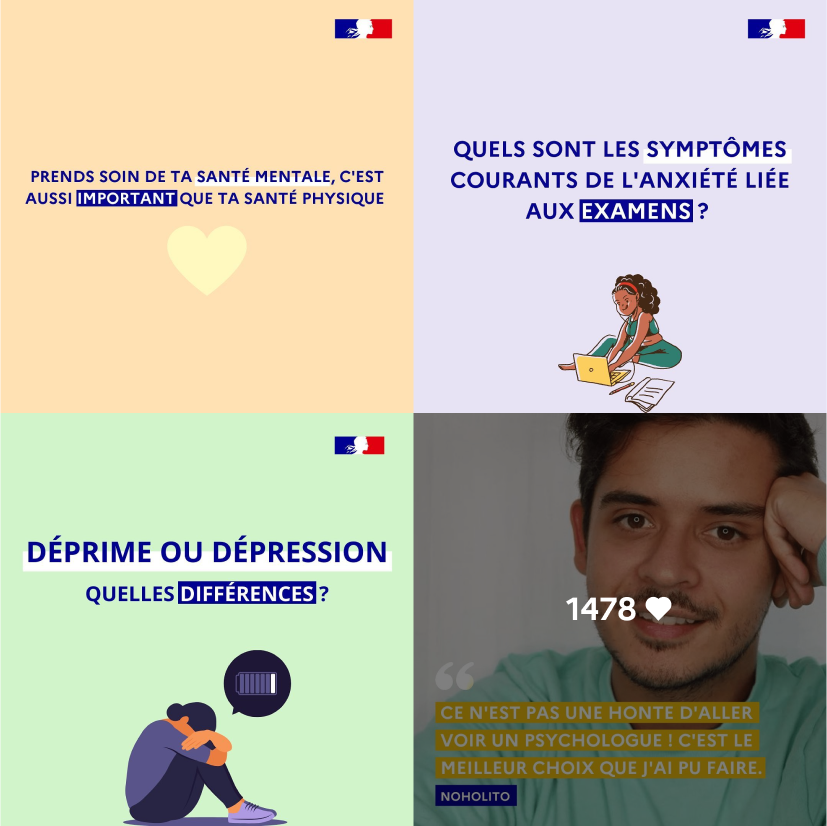 PRENDS SOIN DE TA SANTÉ MENTALE, C'EST
AUSSI IMPORTANT QUE TA SANTÉ PHYSIQUE
QUELS SONT LES SYMPTÔMES
COURANTS DE L'ANXIÉTÉ LIÉE
AUX EXAMENS ?
DÉPRIME OU DÉPRESSION
QUELLES DIFFÉRENCES ?
1478
CE N'EST PAS UNE HONTE D'ALLER
VOIR UN PSYCHOLOGUE ! C'EST LE
MEILLEUR CHOIX QUE J'AI PU FAIRE.
NOHOLITO